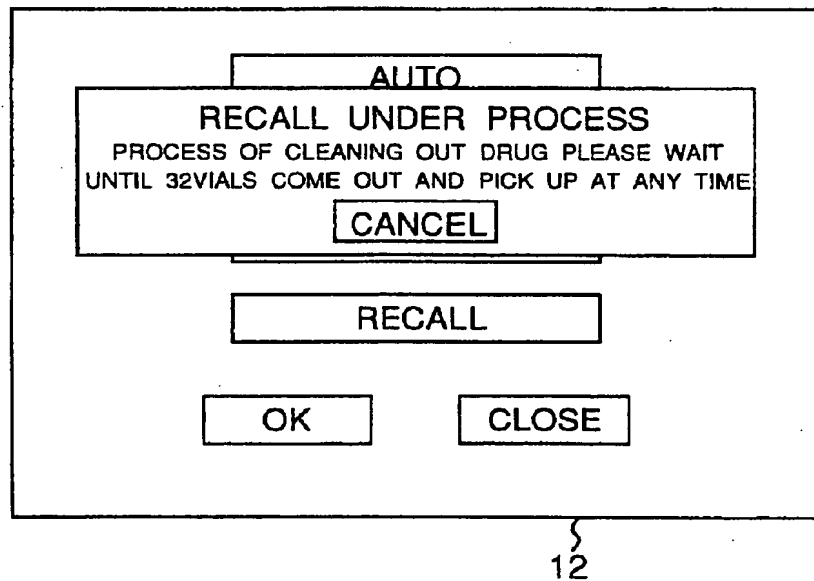 AUTO
RECALL UNDER PROCESS
PROCESS OF CLEANING OUT DRUG PLEASE WAIT
UNTIL 32VIALS COME OUT AND PICK UP AT ANY TIME
CANCEL
RECALL
OK CLOSE
12